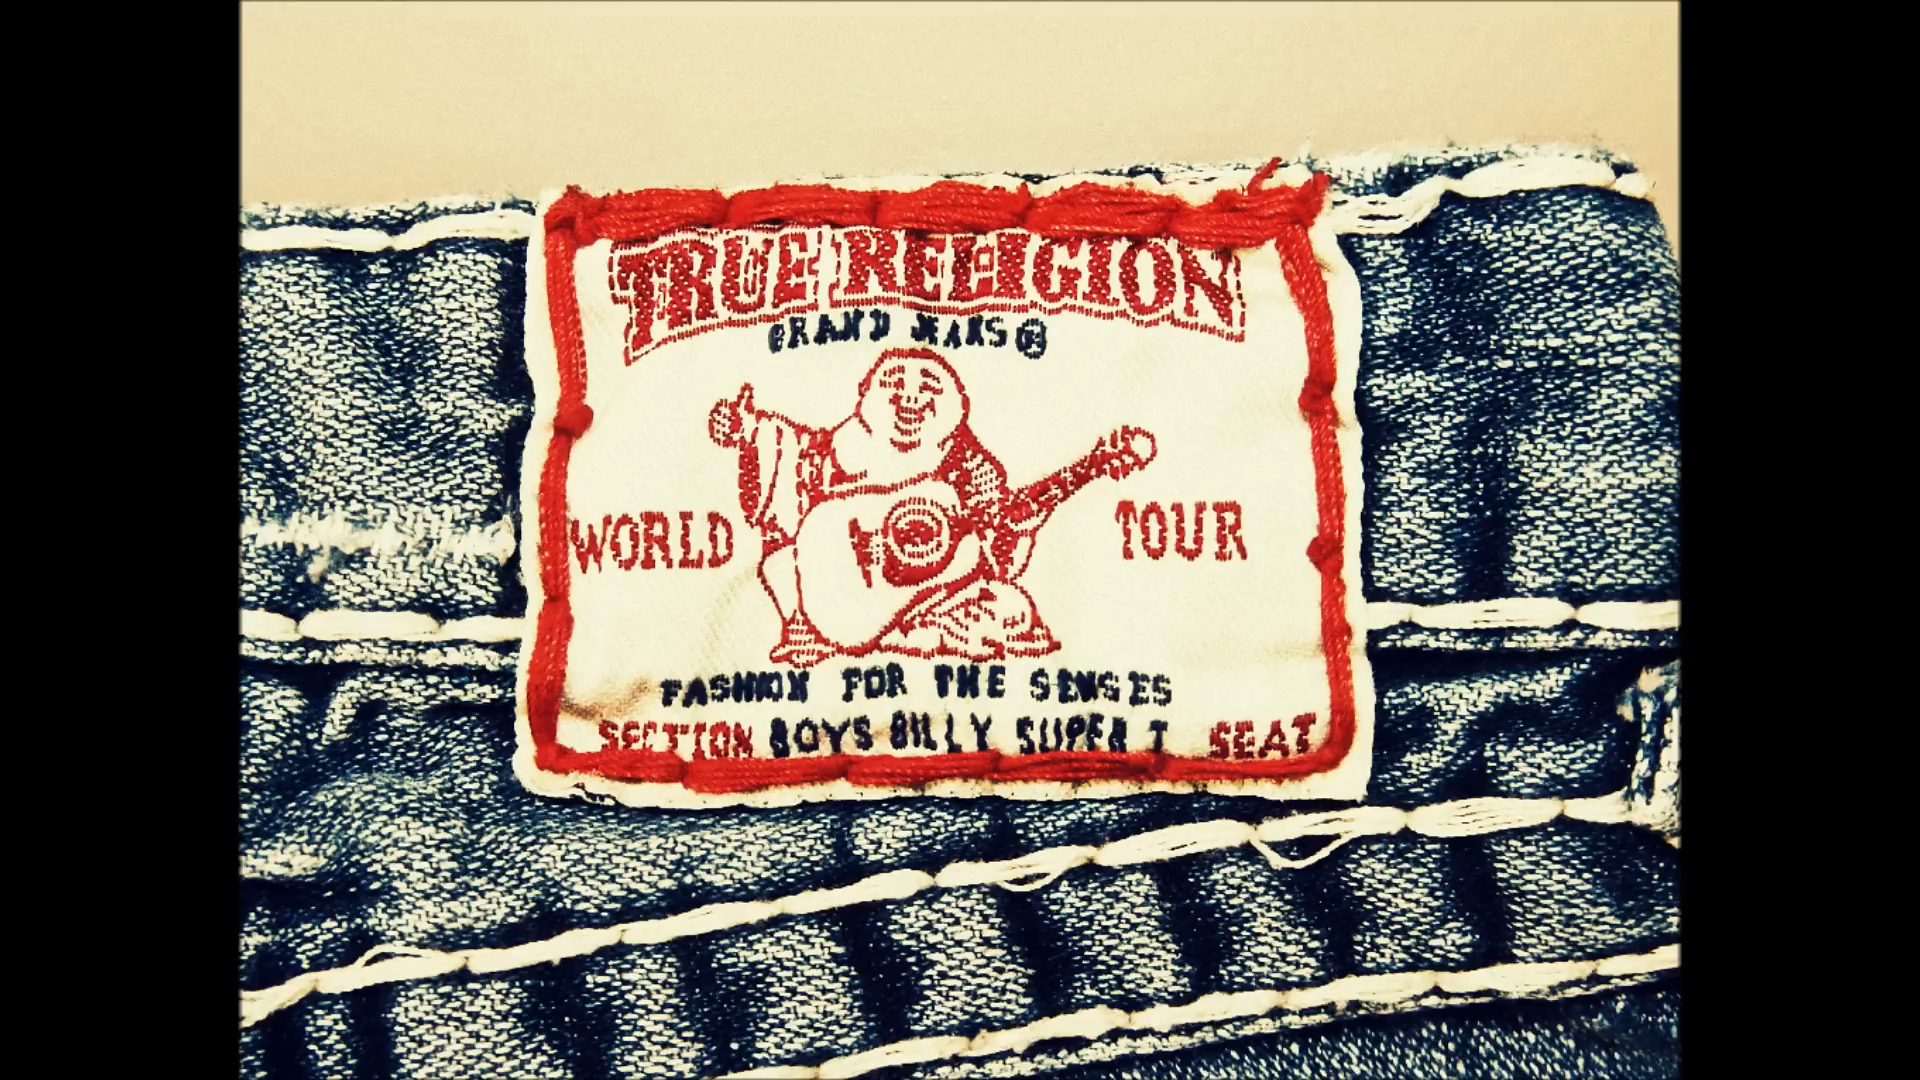 TRUE RELIGION
BRAND JEANS®
WORLD TOUR
FASHION FOR THE SENSES
SECTION BOYS BILLY SUPER T SEAT